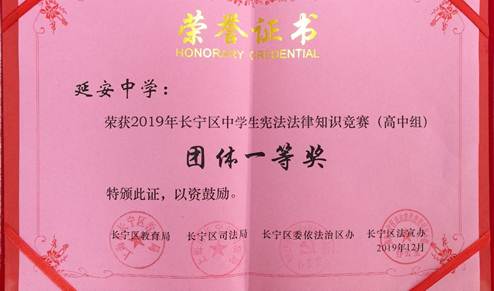 荣誉证书
HONORARY CREDENTIAL
延安中学：
荣获2019年长宁区中学生宪法法律知识竞赛（高中组）
团体一等奖
特颁此证，以资鼓励。
长宁区教育局 长宁区司法局 长宁区委依法治区办 长宁区法宣办
2019年12月